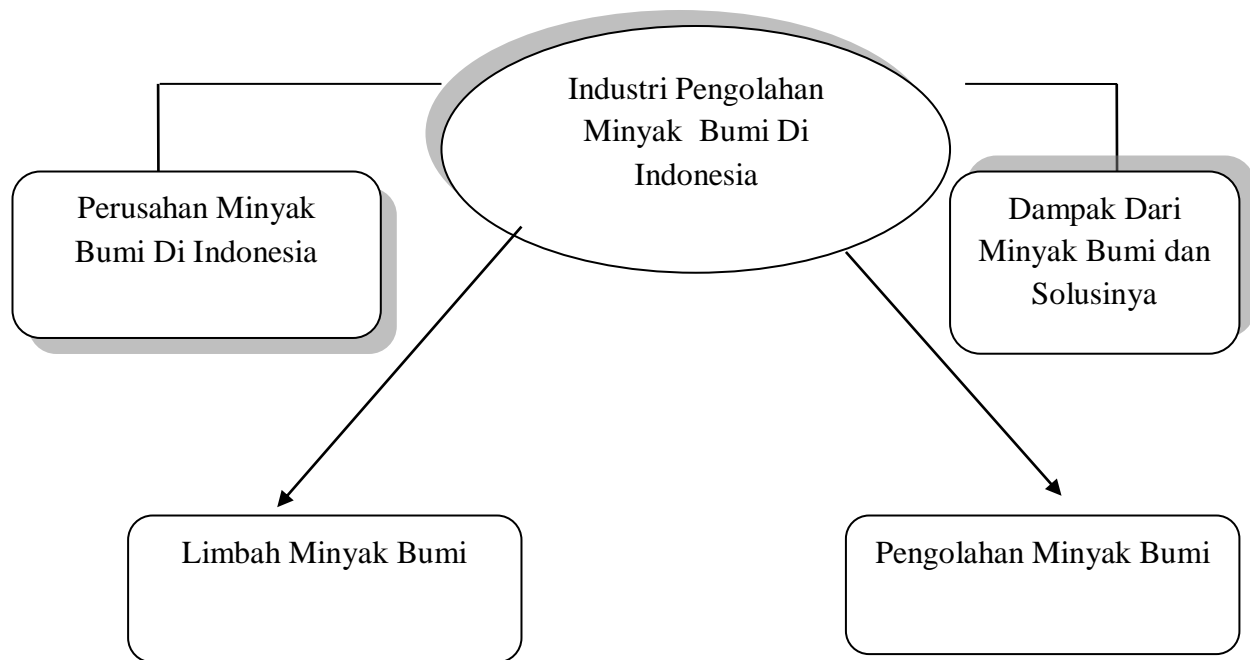 Industri Pengolahan
Minyak Bumi Di
Indonesia
Perusahan Minyak
Bumi Di Indonesia
Dampak Dari
Minyak Bumi dan
Solusinya
Limbah Minyak Bumi
Pengolahan Minyak Bumi